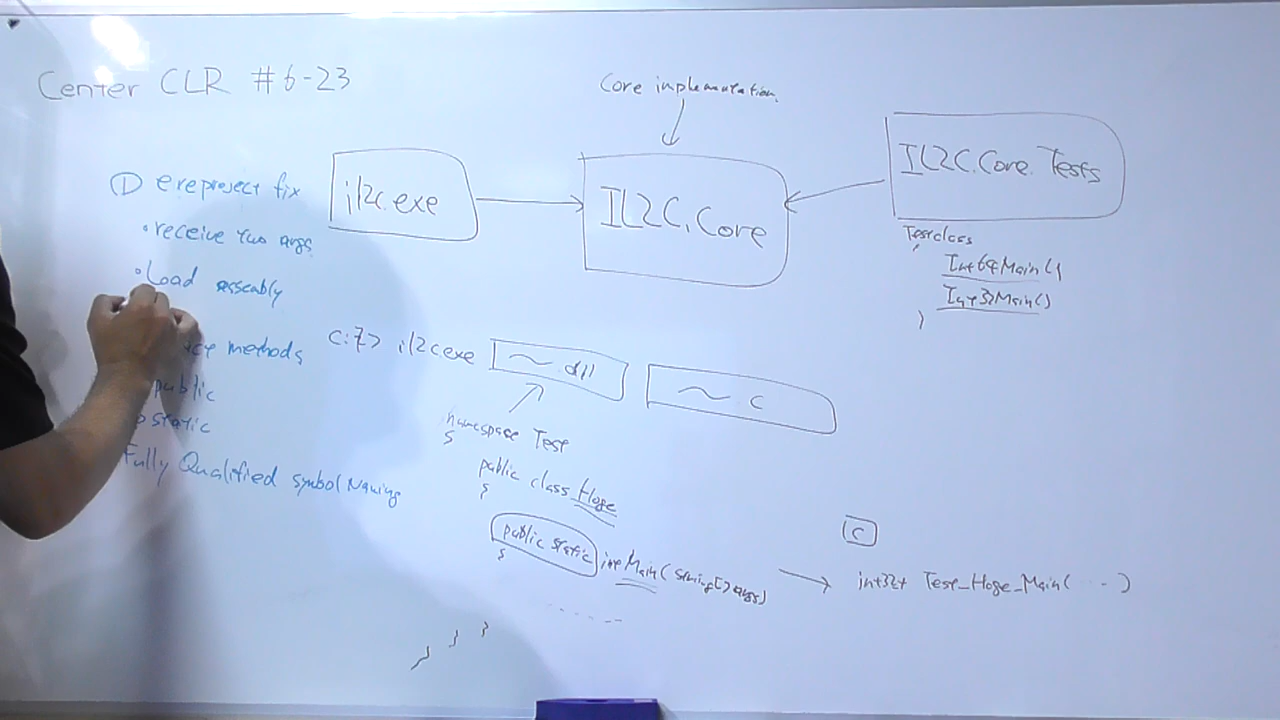 Center CLR #6-23
Core implementation.
il2c.exe
IL2C.Core
IL2C.Core.Tests
Testclass
{
Int64Main()
Int32Main()
}
① exe project fix
• receive two args
• Load assembly
methods
public
static
Fully Qualified symbol Naming
c:\> il2c.exe ~.dll ~ c
namespace Test
{
public class Hoge
{
public static int Main(string[] args)
{
- - - - -
}
}
}
C
int32t Test_Hoge_Main( ... )